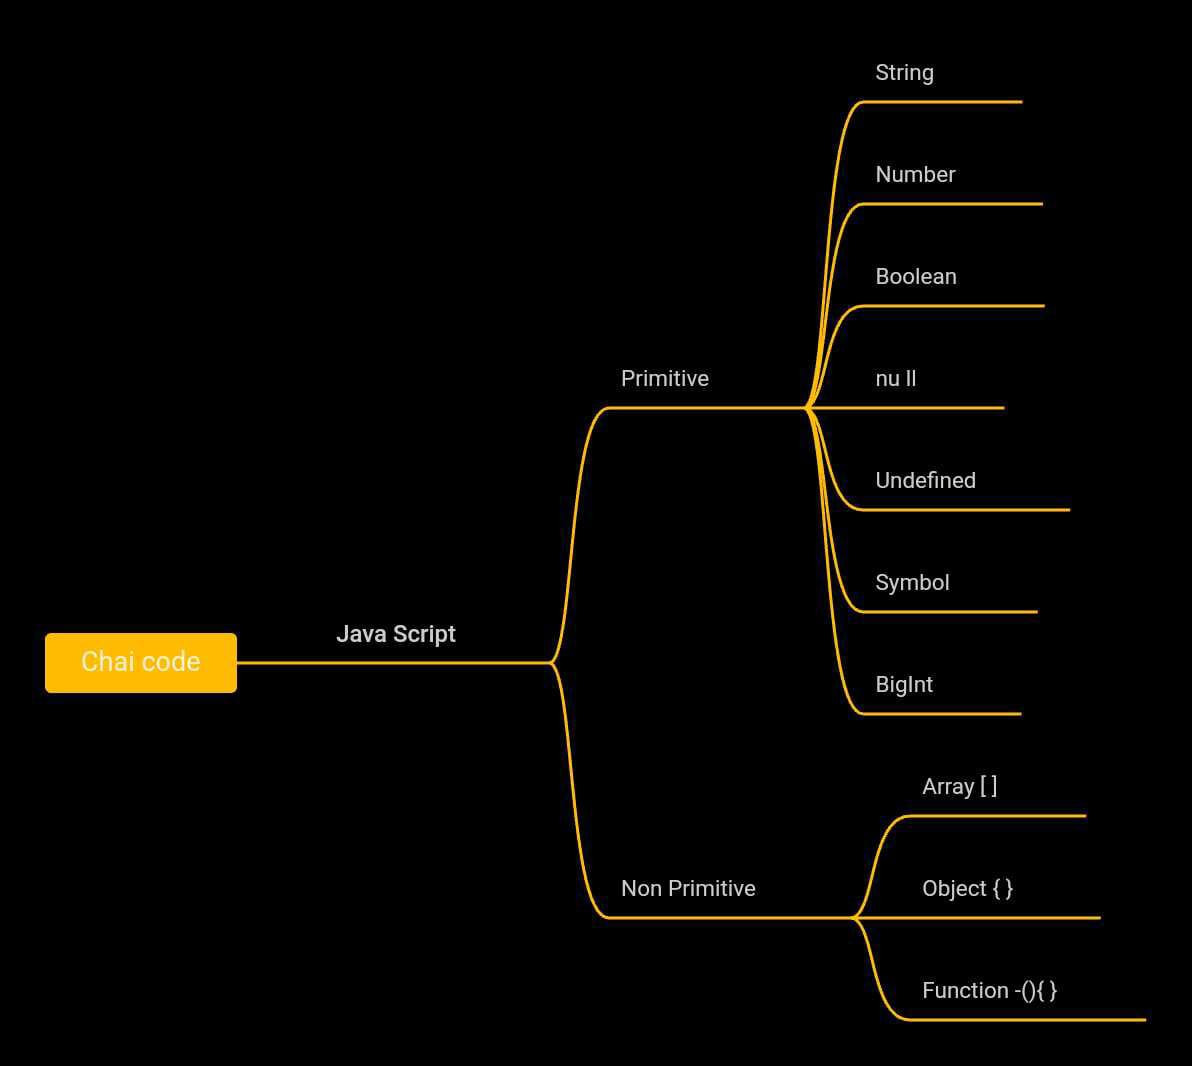 Chai code
Java Script
Primitive
String
Number
Boolean
nu ll
Undefined
Symbol
BigInt
Non Primitive
Array [ ]
Object { }
Function -(){ }